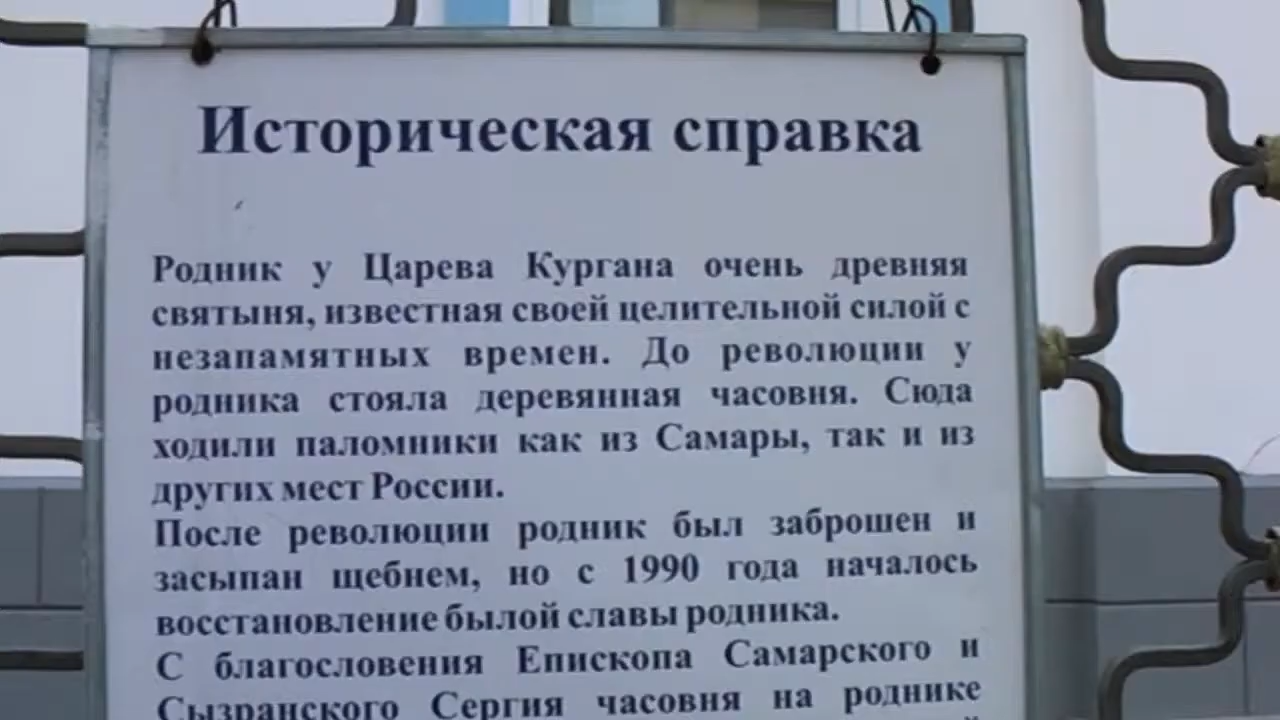 Историческая справка
Родник у Царева Кургана очень древняя
святыня, известная своей целительной силой с
незапамятных времен. До революции у
родника стояла деревянная часовня. Сюда
ходили паломники как из Самары, так и из
других мест России.
После революции родник был заброшен и
засыпан щебнем, но с 1990 года началось
восстановление былой славы родника.
С благословения Епископа Самарского и
Сызранского Сергия часовня на роднике